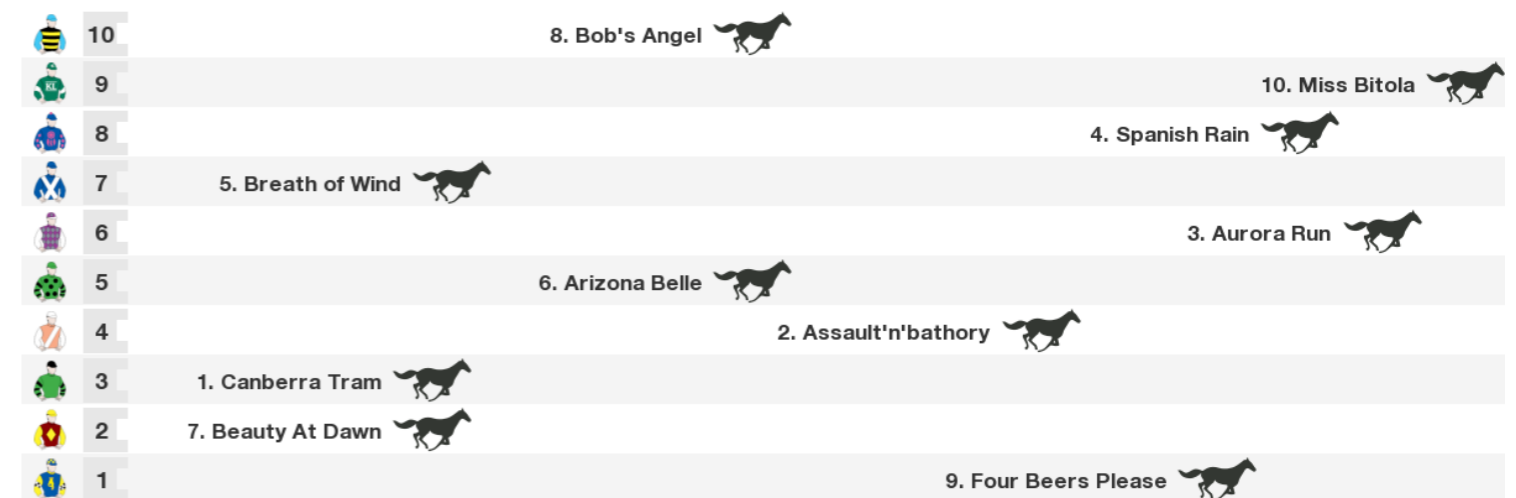 10 8. Bob's Angel
9 10. Miss Bitola
8 4. Spanish Rain
7 5. Breath of Wind
6 3. Aurora Run
5 6. Arizona Belle
4 2. Assault'n'bathory
3 1. Canberra Tram
2 7. Beauty At Dawn
1 9. Four Beers Please